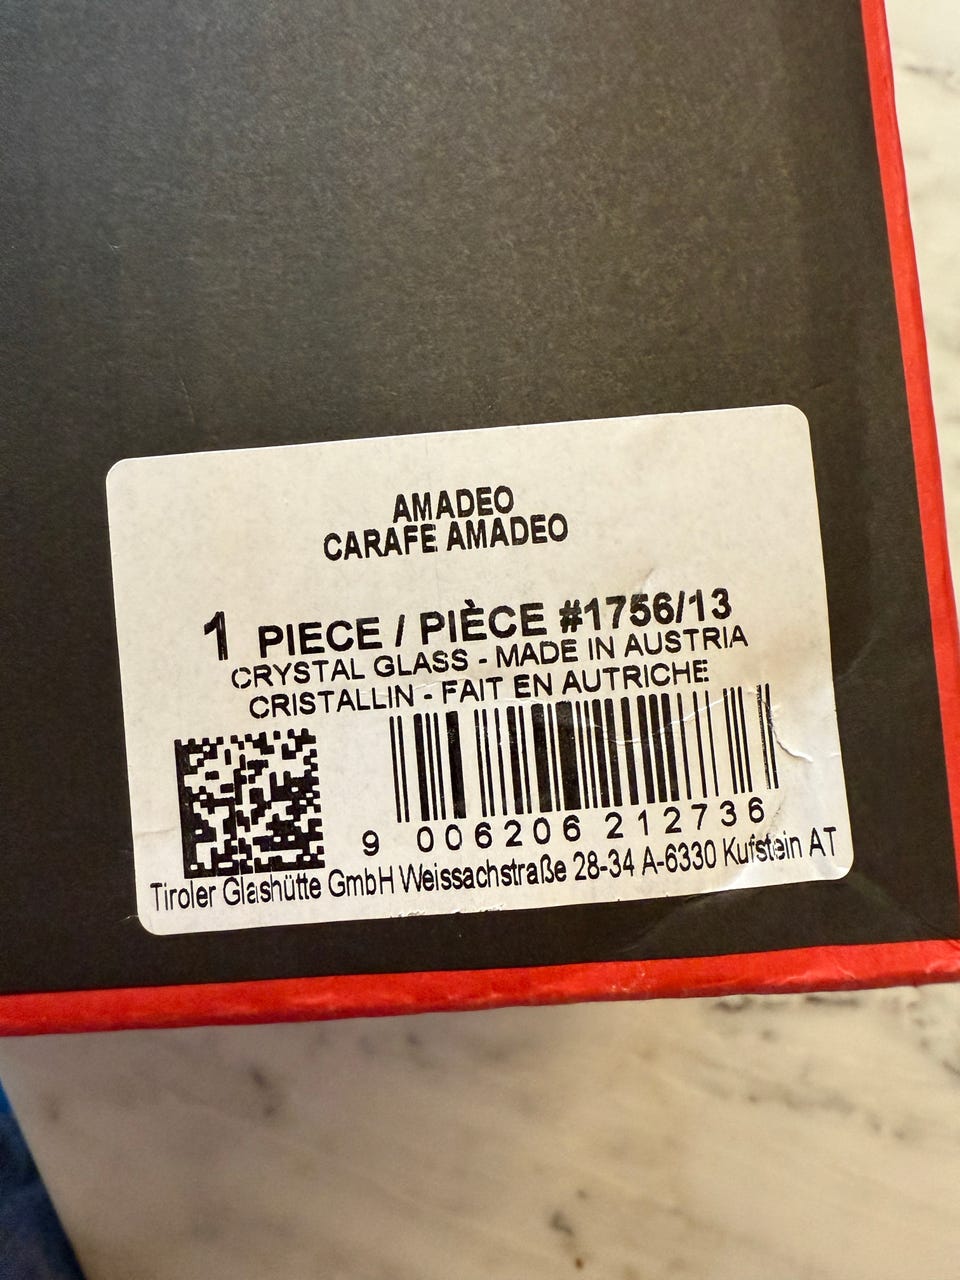 AMADEO
CARAFE AMADEO
1 PIECE / PIÈCE #1756/13
CRYSTAL GLASS - MADE IN AUSTRIA
CRISTALLIN - FAIT EN AUTRICHE
9 006206 212736
Tiroler Glashütte GmbH Weissachstraße 28-34 A-6330 Kufstein AT